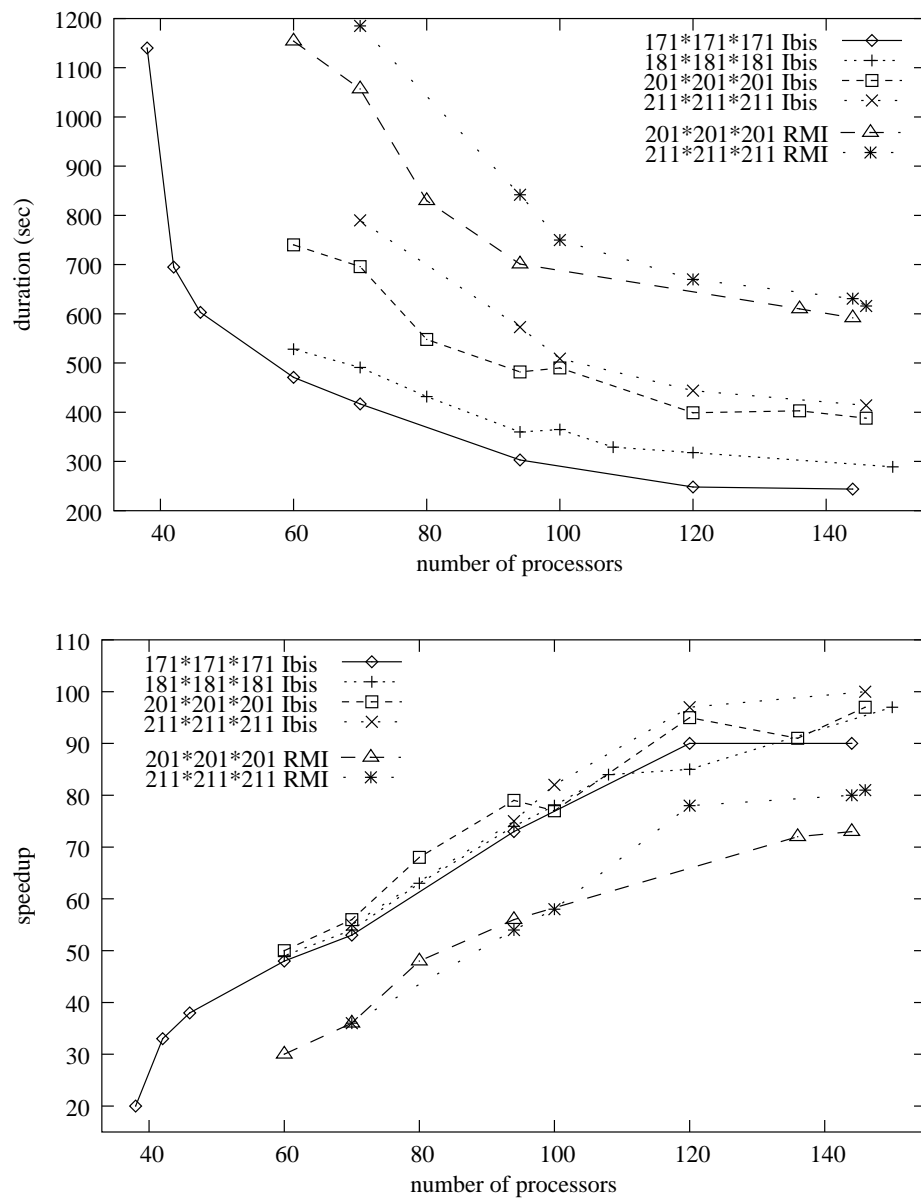 1200
1100
1000
900
800
700
600
500
400
300
200
duration (sec)
171*171*171 Ibis
181*181*181 Ibis
201*201*201 Ibis
211*211*211 Ibis
201*201*201 RMI
211*211*211 RMI
40 60 80 100 120 140
number of processors
110
100
90
80
70
60
50
40
30
20
speedup
171*171*171 Ibis
181*181*181 Ibis
201*201*201 Ibis
211*211*211 Ibis
201*201*201 RMI
211*211*211 RMI
40 60 80 100 120 140
number of processors